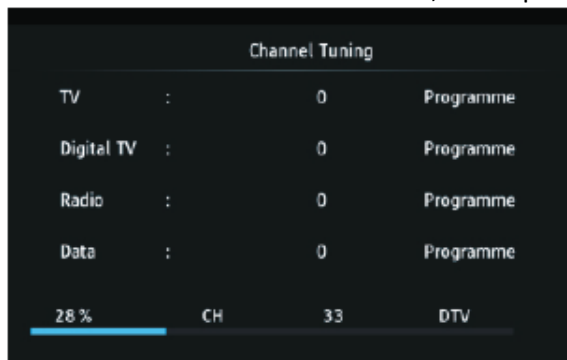 Channel Tuning
TV : 0 Programme
Digital TV : 0 Programme
Radio : 0 Programme
Data : 0 Programme
28 % CH 33 DTV